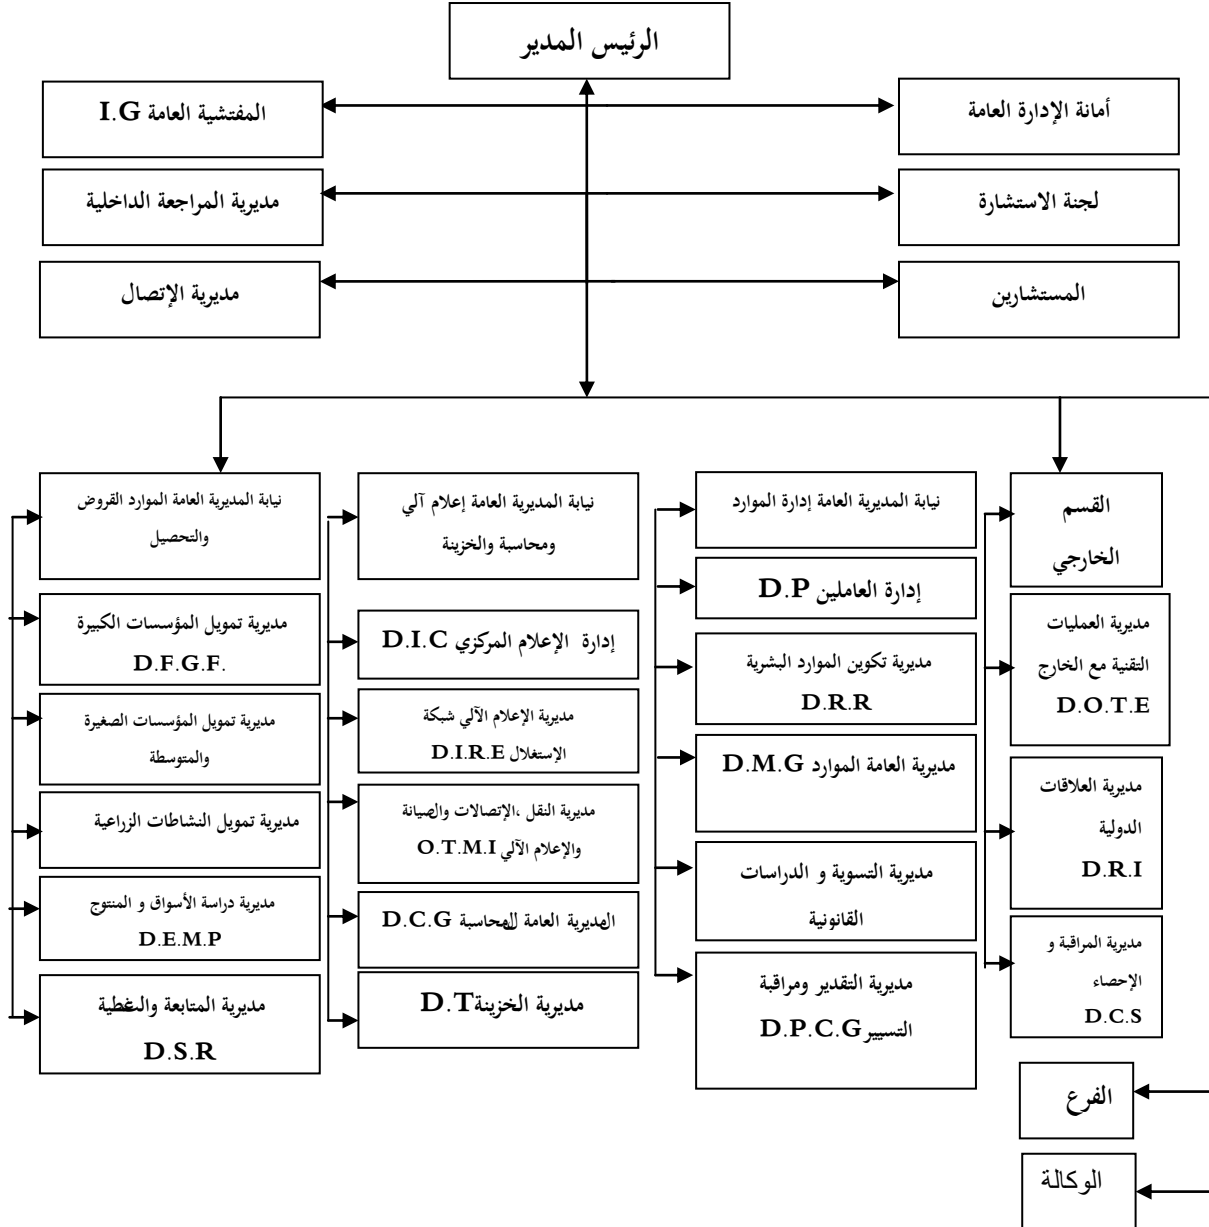 الرئيس المدير
أمانة الإدارة العامة
المفتشية العامة I.G
لجنة الاستشارة
مديرية المراجعة الداخلية
المستشارين
مديرية الإتصال
القسم
الخارجي
مديرية العمليات
التقنية مع الخارج
D.O.T.E
مديرية العلاقات
الدولية
D.R.I
مديرية المراقبة و
الإحصاء
D.C.S
نيابة المديرية العامة إدارة الموارد
إدارة العاملين D.P
مديرية تكوين الموارد البشرية
D.R.R
مديرية العامة الموارد D.M.G
مديرية التسوية و الدراسات
القانونية
مديرية التقدير ومراقبة
التسيير D.P.C.G
نيابة المديرية العامة إعلام آلي
ومحاسبة والخزينة
إدارة الإعلام المركزي D.I.C
مديرية الإعلام الآلي شبكة
الإستغلال D.I.R.E
مديرية النقل ،الإتصالات والصيانة
والإعلام الآلي O.T.M.I
المديرية العامة للمحاسبة D.C.G
مديرية الخزينة D.T
نيابة المديرية العامة الموارد القروض
والتحصيل
مديرية تمويل المؤسسات الكبيرة
D.F.G.F.
مديرية تمويل المؤسسات الصغيرة
والمتوسطة
مديرية تمويل النشاطات الزراعية
مديرية دراسة الأسواق و المنتوج
D.E.M.P
مديرية المتابعة والتغطية
D.S.R
الفرع
الوكالة